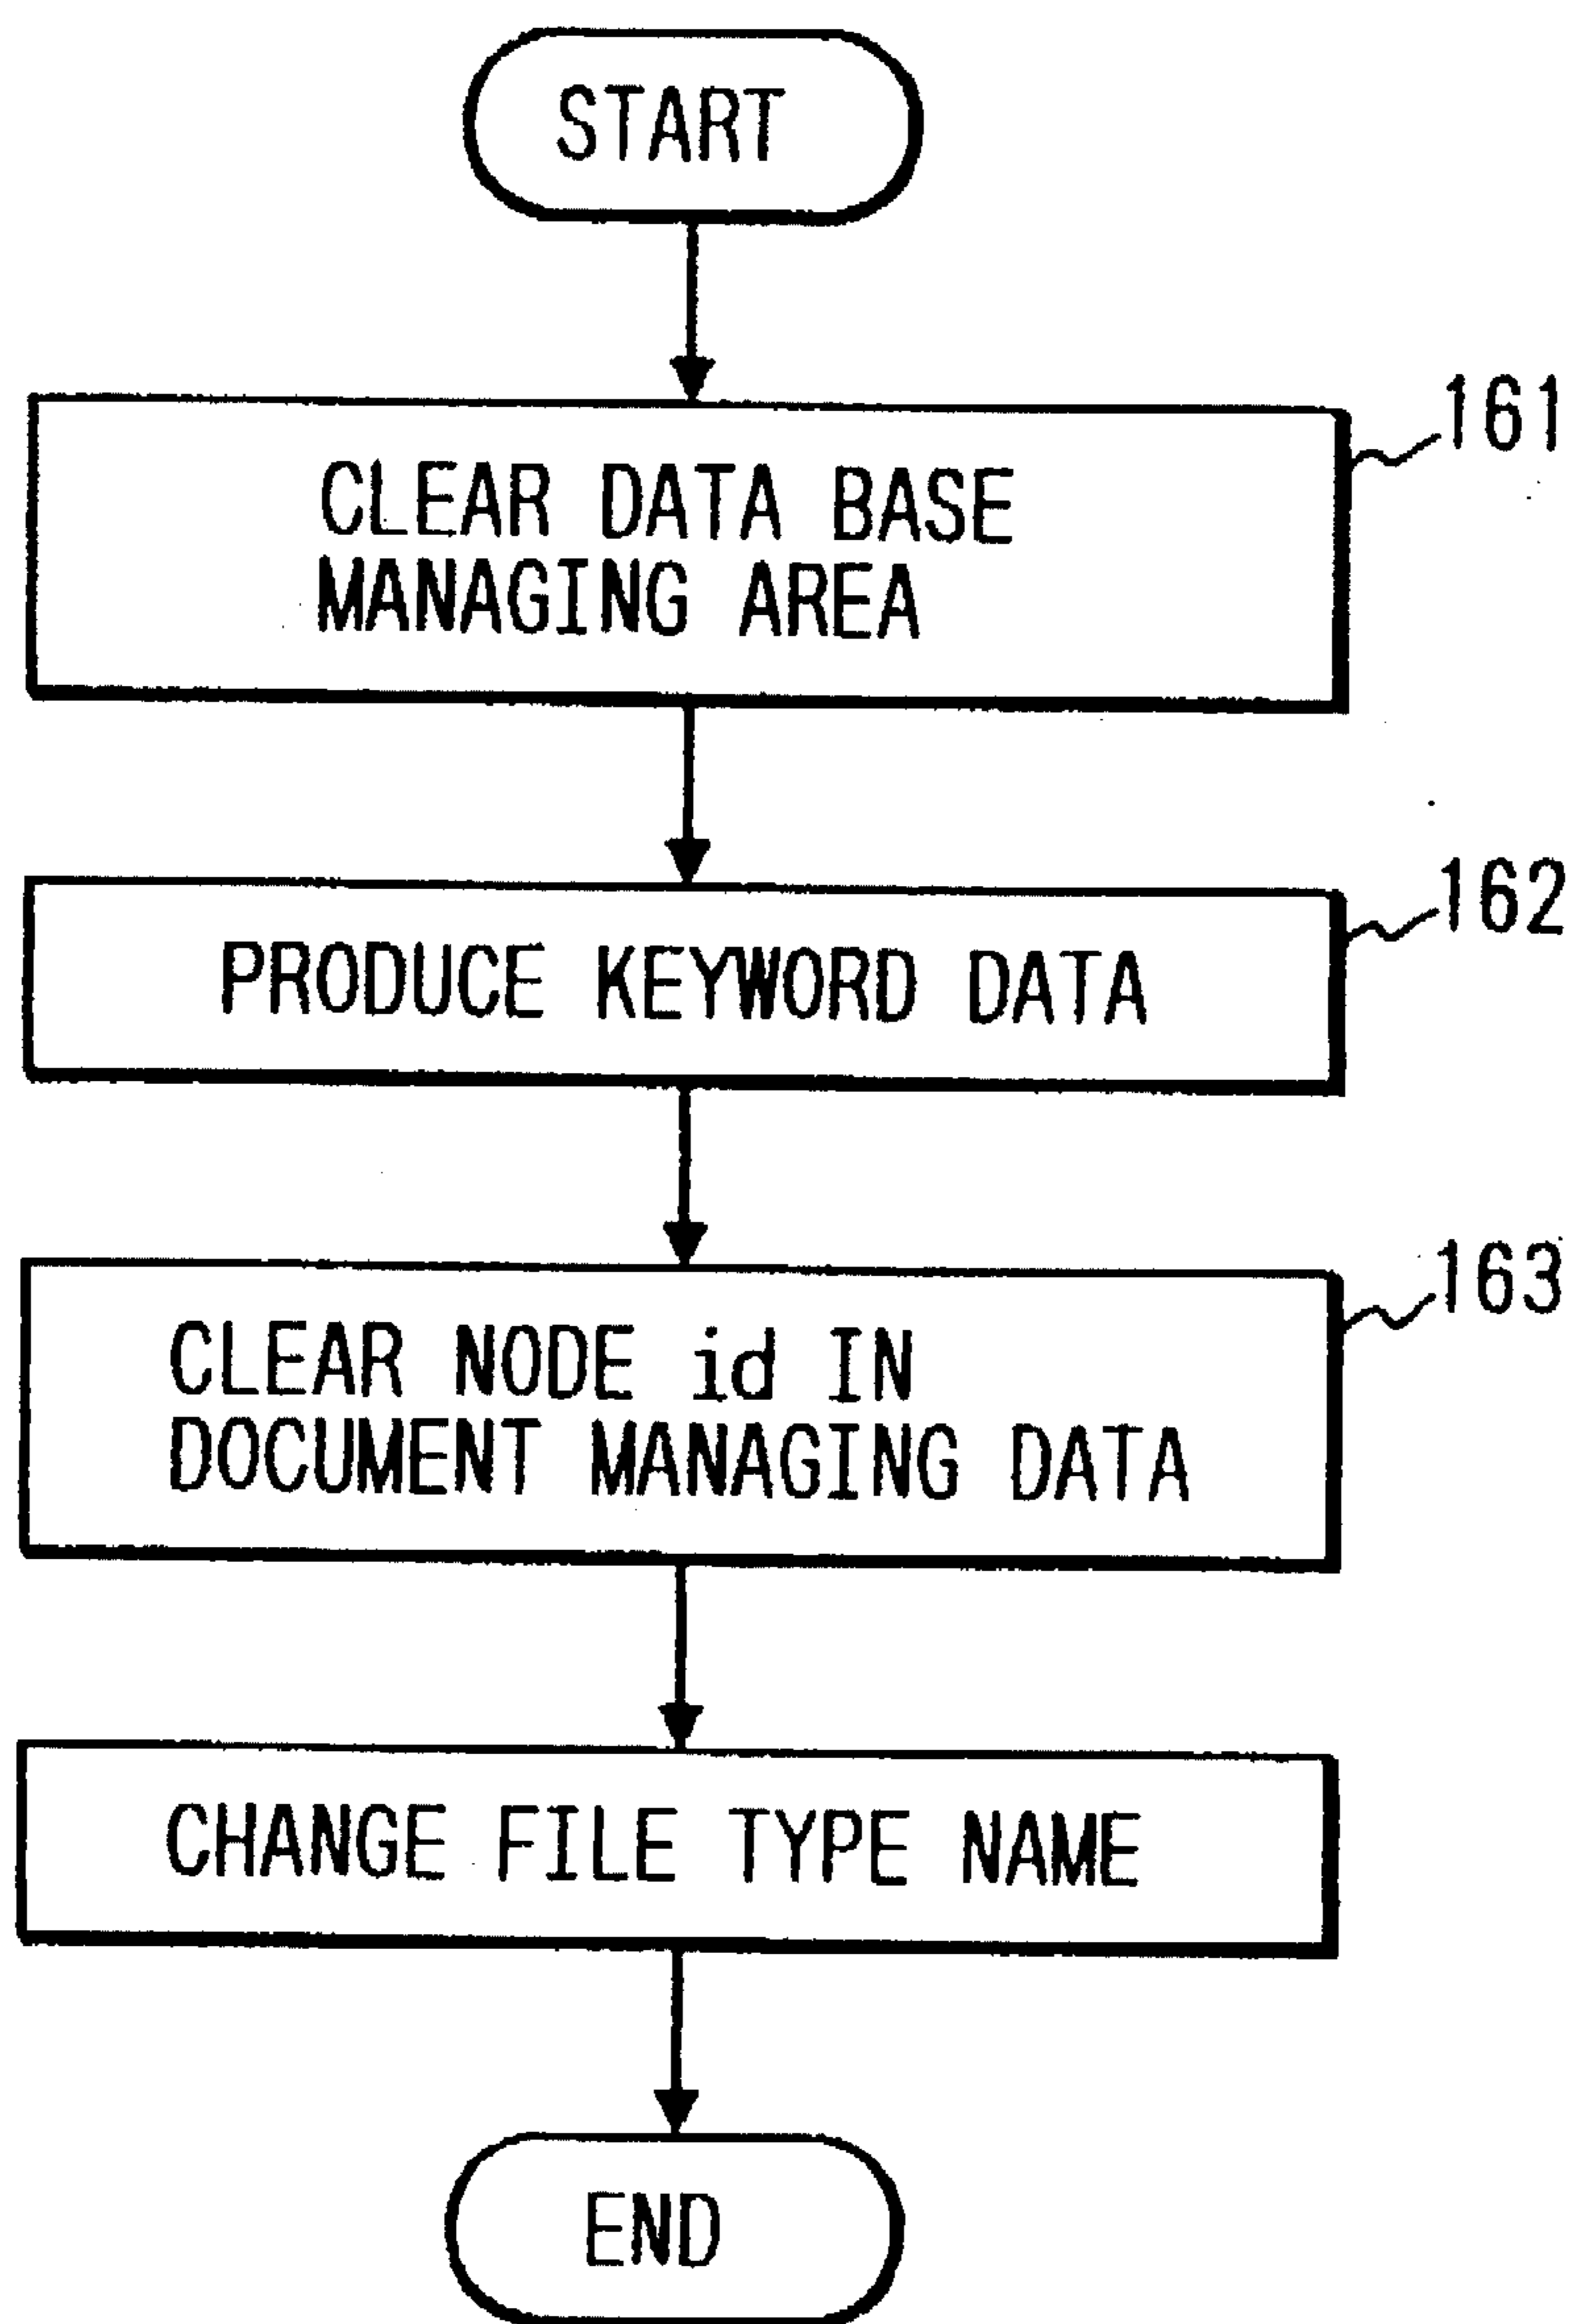 START
161
CLEAR DATA BASE
MANAGING AREA
162
PRODUCE KEYWORD DATA
163
CLEAR NODE id IN
DOCUMENT MANAGING DATA
CHANGE FILE TYPE NAME
END